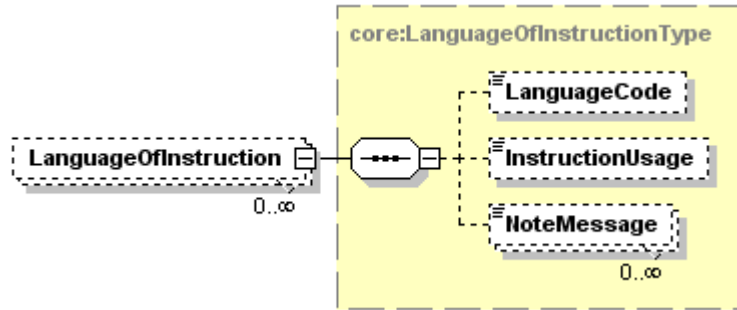 core:LanguageOfInstructionType
LanguageCode
LanguageOfInstruction
InstructionUsage
0..∞
NoteMessage
0..∞